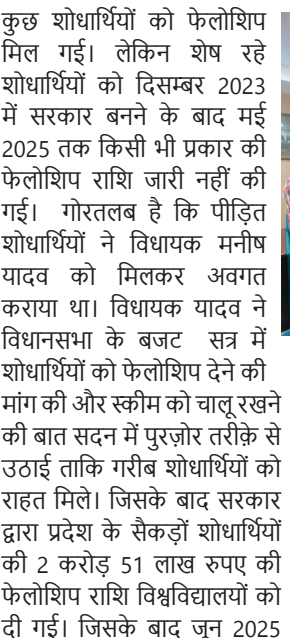 कुछ शोधार्थियों को फेलोशिप
मिल गई। लेकिन शेष रहे
शोधार्थियों को दिसम्बर 2023
में सरकार बनने के बाद मई
2025 तक किसी भी प्रकार की
फेलोशिप राशि जारी नहीं की
गई। गोरतलब है कि पीड़ित
शोधार्थियों ने विधायक मनीष
यादव को मिलकर अवगत
कराया था। विधायक यादव ने
विधानसभा के बजट सत्र में
शोधार्थियों को फेलोशिप देने की
मांग की और स्कीम को चालू रखने
की बात सदन में पुरज़ोर तरीक़े से
उठाई ताकि गरीब शोधार्थियों को
राहत मिले। जिसके बाद सरकार
द्वारा प्रदेश के सैकड़ों शोधार्थियों
की 2 करोड़ 51 लाख रुपए की
फेलोशिप राशि विश्वविद्यालयों को
दी गई। जिसके बाद जून 2025